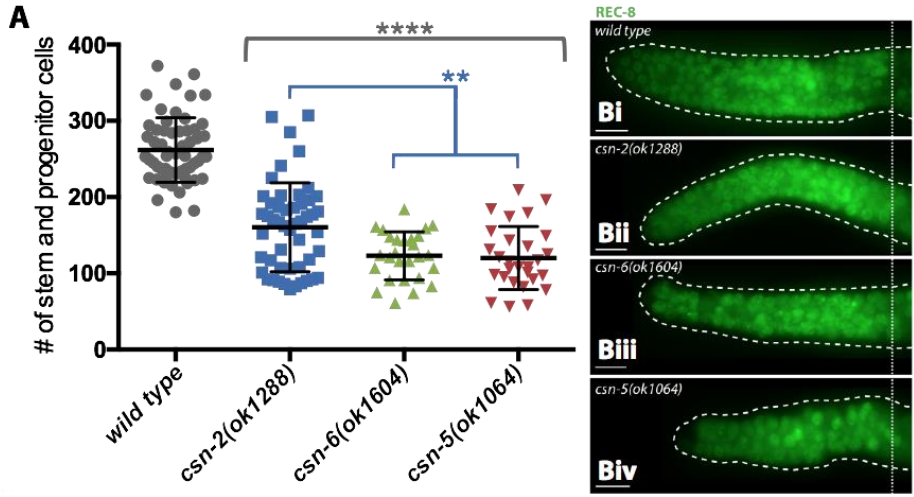 A
# of stem and progenitor cells
400
300
200
100
0
****
**
wild type
csn-2(ok1288)
csn-6(ok1604)
csn-5(ok1064)
REC-8
wild type
Bi
csn-2(ok1288)
Bii
csn-6(ok1604)
Biii
csn-5(ok1064)
Biv